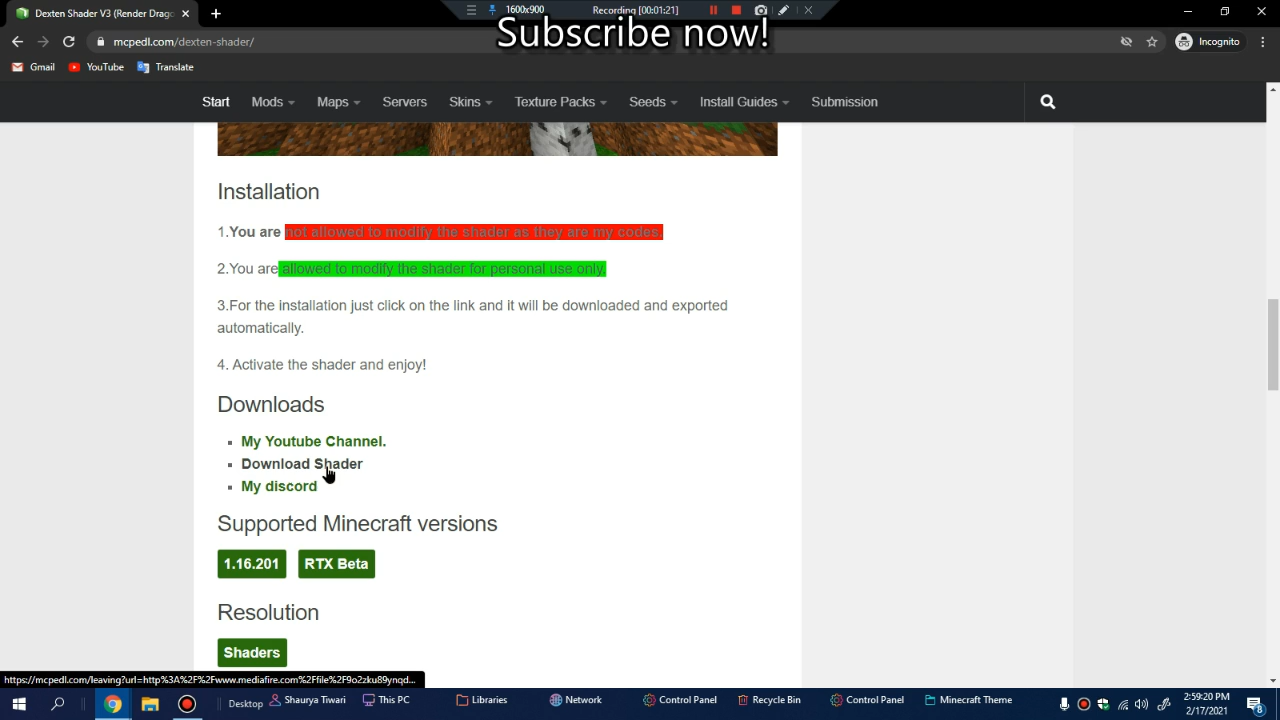 Dexten Shader V3 (Render Drago
1600x900
Recording [00:01:21]
Subscribe now!
mcpedl.com/dexten-shader/
Incognito
Gmail
YouTube
Translate
Start
Mods
Maps
Servers
Skins
Texture Packs
Seeds
Install Guides
Submission
Installation
1.You are not allowed to modify the shader as they are my codes.
2.You are allowed to modify the shader for personal use only.
3.For the installation just click on the link and it will be downloaded and exported
automatically.
4. Activate the shader and enjoy!
Downloads
My Youtube Channel.
Download Shader
My discord
Supported Minecraft versions
1.16.201
RTX Beta
Resolution
Shaders
https://mcpedl.com/leaving?url=http%3A%2F%2Fwww.mediafire.com%2Ffile%2F9o2zku89ynqd...
Desktop
Shaurya Tiwari
This PC
Libraries
Network
Control Panel
Recycle Bin
Control Panel
Minecraft Theme
2:59:20 PM
2/17/2021
8